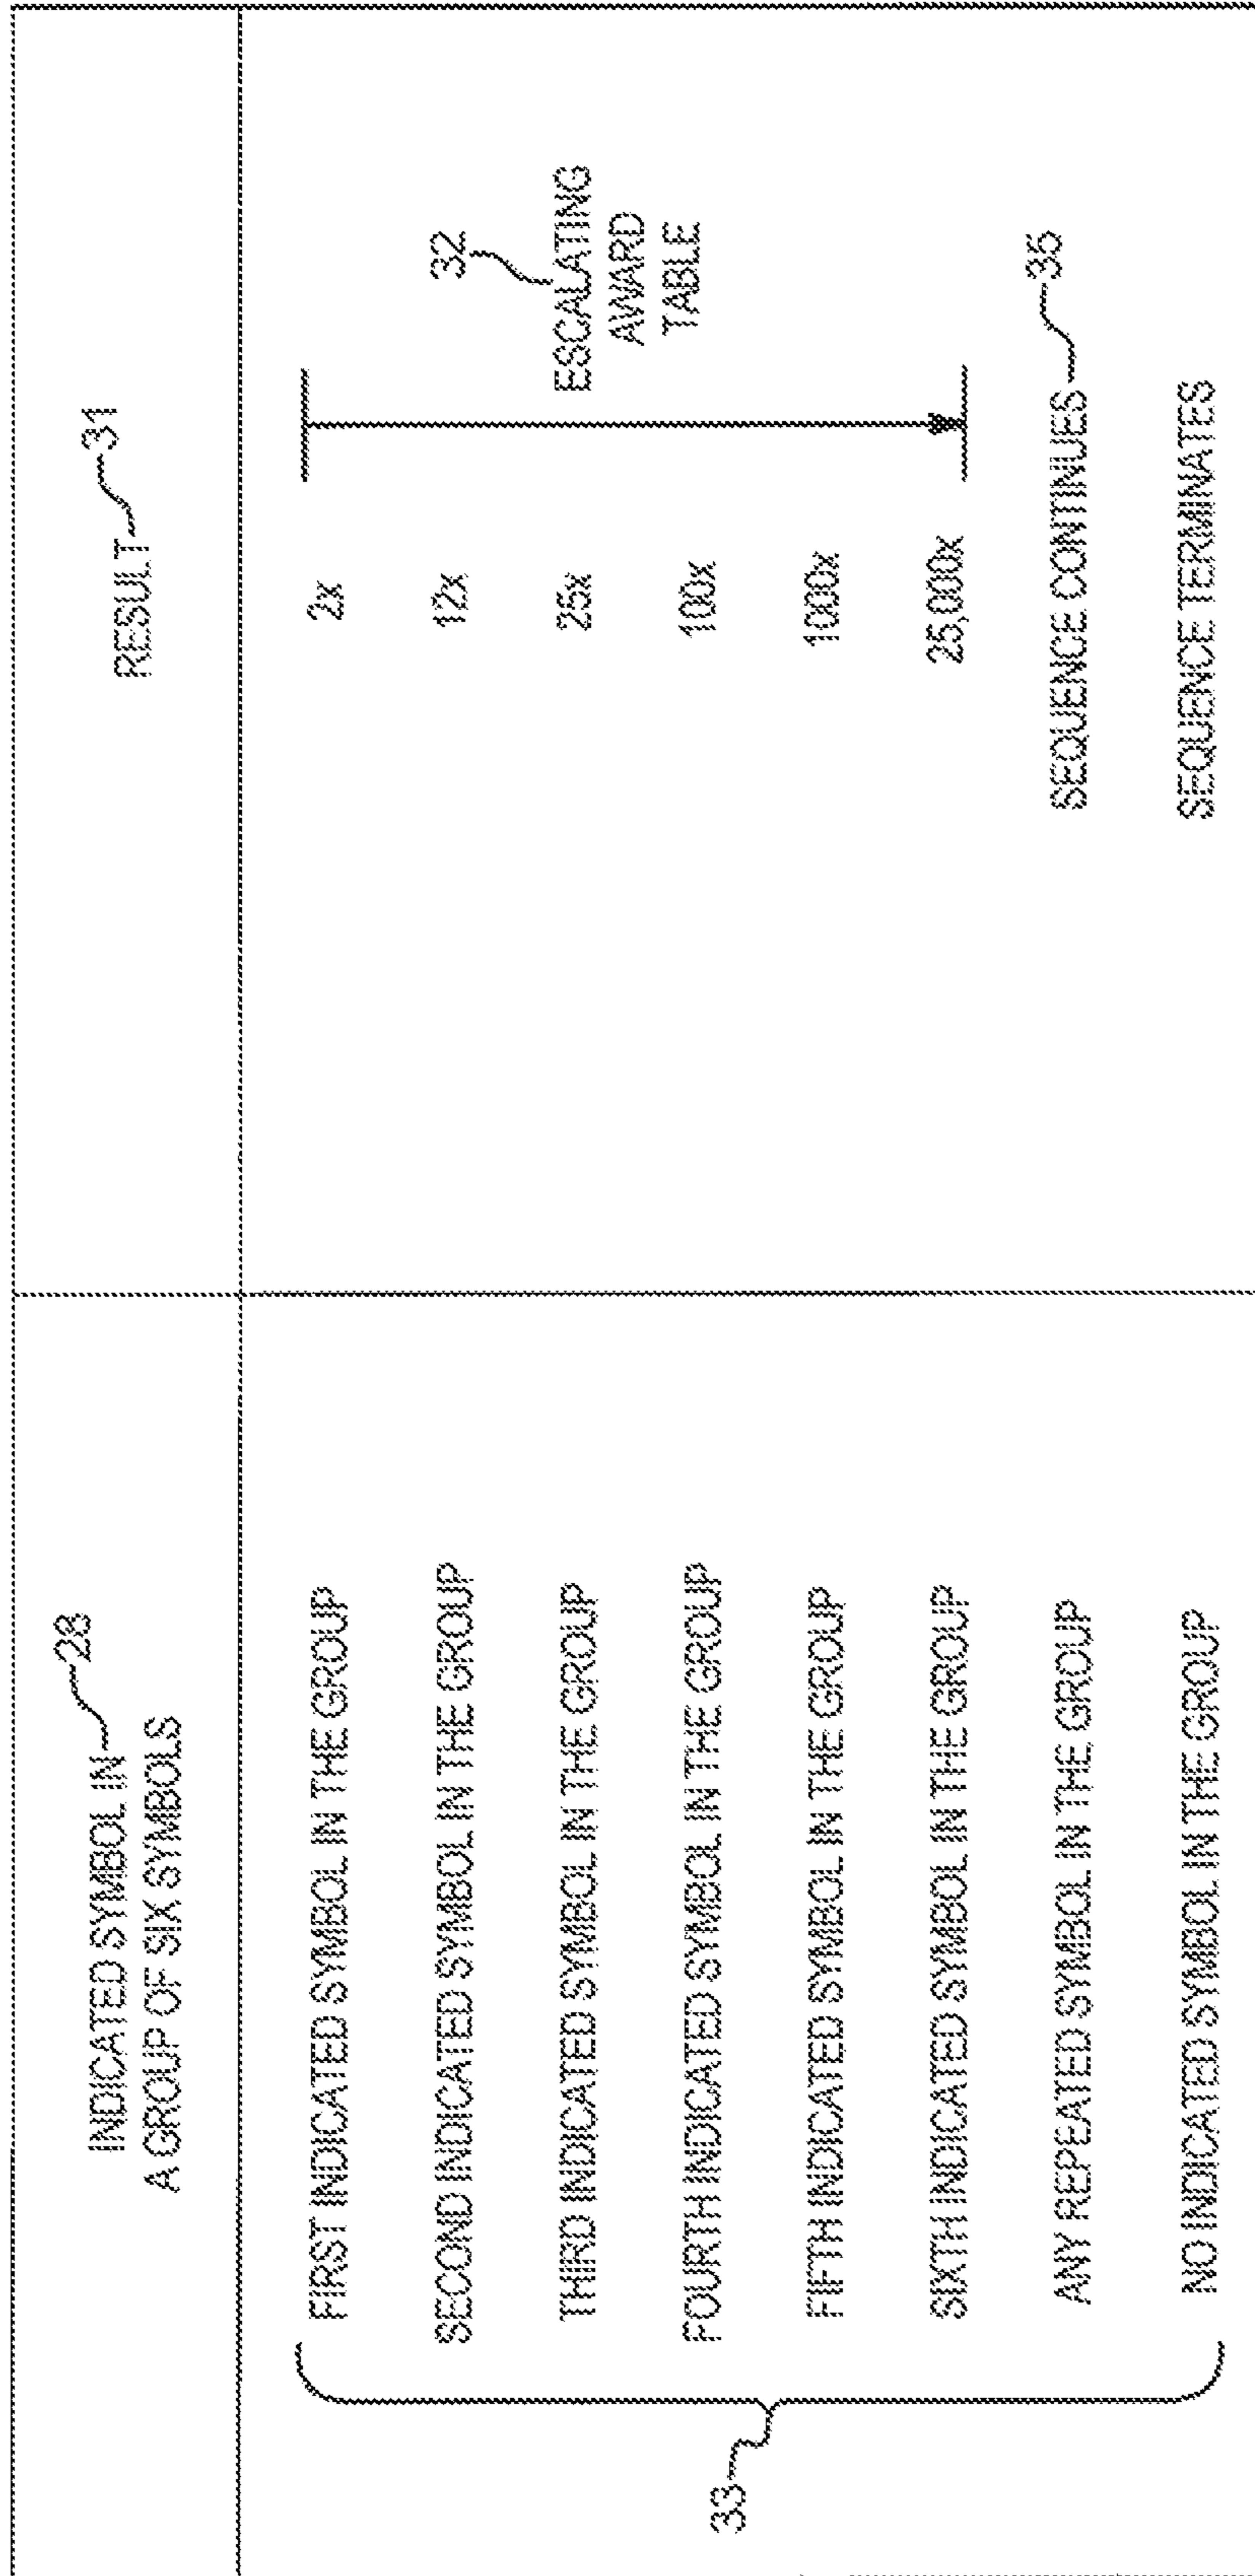 INDICATED SYMBOL IN 28
A GROUP OF SIX SYMBOLS
RESULT 31
33
FIRST INDICATED SYMBOL IN THE GROUP 2x
SECOND INDICATED SYMBOL IN THE GROUP 12x
THIRD INDICATED SYMBOL IN THE GROUP 25x
FOURTH INDICATED SYMBOL IN THE GROUP 100x
FIFTH INDICATED SYMBOL IN THE GROUP 1000x
SIXTH INDICATED SYMBOL IN THE GROUP 25,000x
32
ESCALATING
AWARD
TABLE
ANY REPEATED SYMBOL IN THE GROUP SEQUENCE CONTINUES 35
NO INDICATED SYMBOL IN THE GROUP SEQUENCE TERMINATES